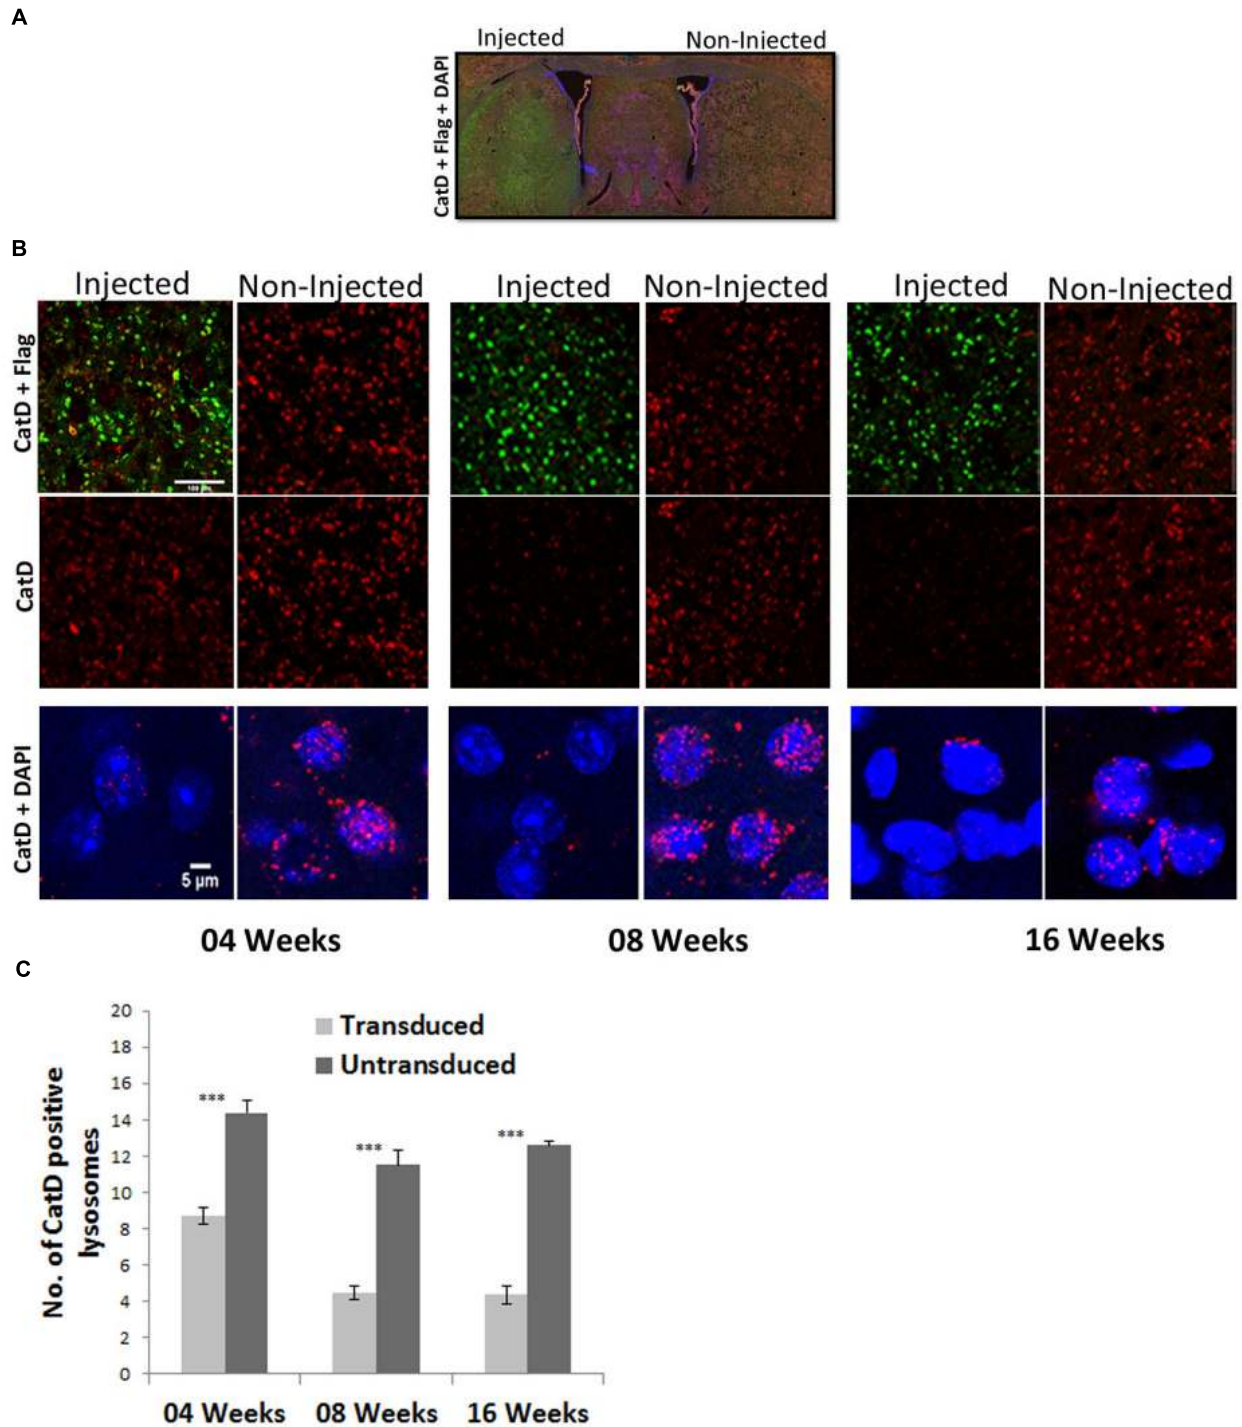 A
Injected Non-Injected
CatD + Flag + DAPI
B
Injected Non-Injected Injected Non-Injected Injected Non-Injected
CatD + Flag
CatD
CatD + DAPI
5 µm
04 Weeks 08 Weeks 16 Weeks
C
No. of CatD positive
lysosomes
20
18
16
14
12
10
8
6
4
2
0
Transduced
Untransduced
*** *** ***
04 Weeks 08 Weeks 16 Weeks